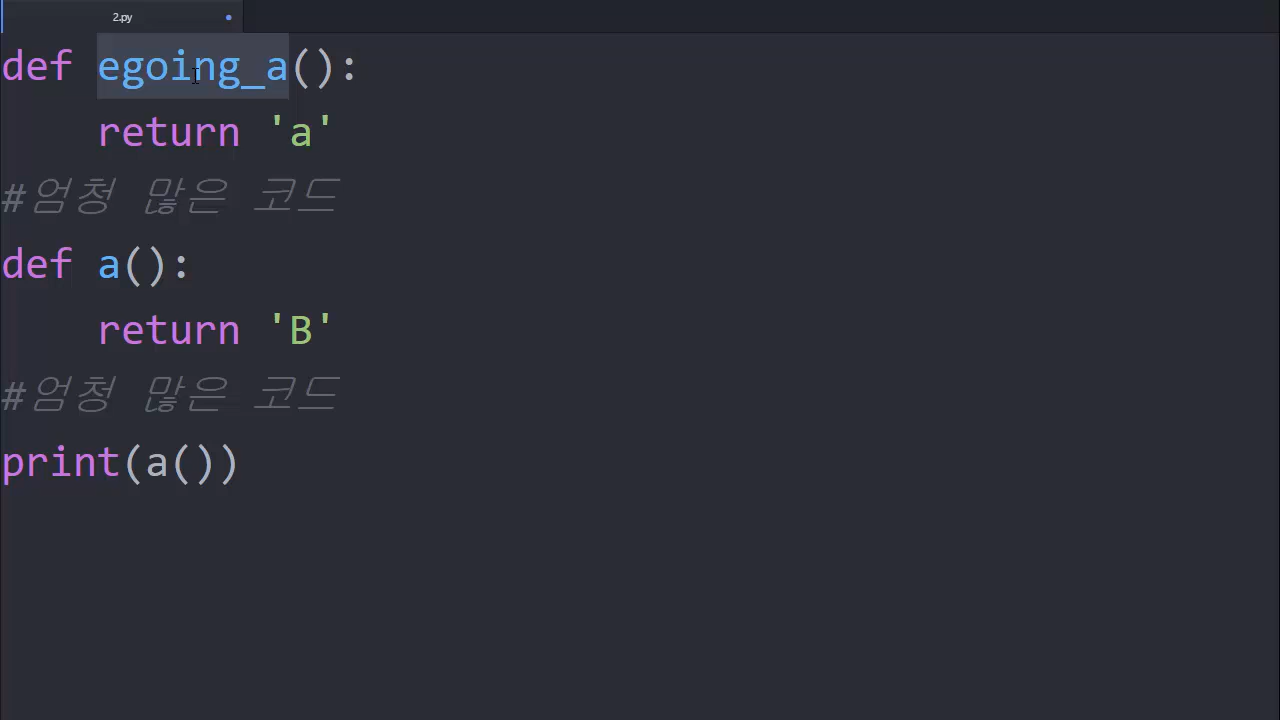 2.py
def egoing_a():
    return 'a'
#엄청 많은 코드
def a():
    return 'B'
#엄청 많은 코드
print(a())